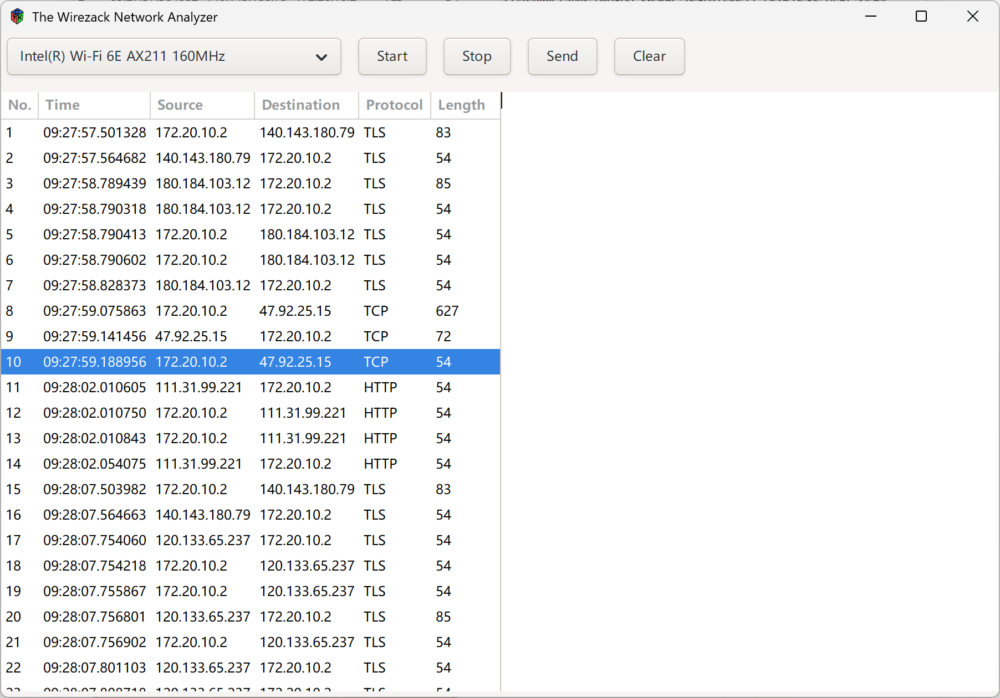 The Wirezack Network Analyzer
Intel(R) Wi-Fi 6E AX211 160MHz Start Stop Send Clear
No. Time Source Destination Protocol Length
1 09:27:57.501328 172.20.10.2 140.143.180.79 TLS 83
2 09:27:57.564682 140.143.180.79 172.20.10.2 TLS 54
3 09:27:58.789439 180.184.103.12 172.20.10.2 TLS 85
4 09:27:58.790318 180.184.103.12 172.20.10.2 TLS 54
5 09:27:58.790413 172.20.10.2 180.184.103.12 TLS 54
6 09:27:58.790602 172.20.10.2 180.184.103.12 TLS 54
7 09:27:58.828373 180.184.103.12 172.20.10.2 TLS 54
8 09:27:59.075863 172.20.10.2 47.92.25.15 TCP 627
9 09:27:59.141456 47.92.25.15 172.20.10.2 TCP 72
10 09:27:59.188956 172.20.10.2 47.92.25.15 TCP 54
11 09:28:02.010605 111.31.99.221 172.20.10.2 HTTP 54
12 09:28:02.010750 172.20.10.2 111.31.99.221 HTTP 54
13 09:28:02.010843 172.20.10.2 111.31.99.221 HTTP 54
14 09:28:02.054075 111.31.99.221 172.20.10.2 HTTP 54
15 09:28:07.503982 172.20.10.2 140.143.180.79 TLS 83
16 09:28:07.564663 140.143.180.79 172.20.10.2 TLS 54
17 09:28:07.754060 120.133.65.237 172.20.10.2 TLS 54
18 09:28:07.754218 172.20.10.2 120.133.65.237 TLS 54
19 09:28:07.755867 172.20.10.2 120.133.65.237 TLS 54
20 09:28:07.756801 120.133.65.237 172.20.10.2 TLS 85
21 09:28:07.756902 172.20.10.2 120.133.65.237 TLS 54
22 09:28:07.801103 120.133.65.237 172.20.10.2 TLS 54